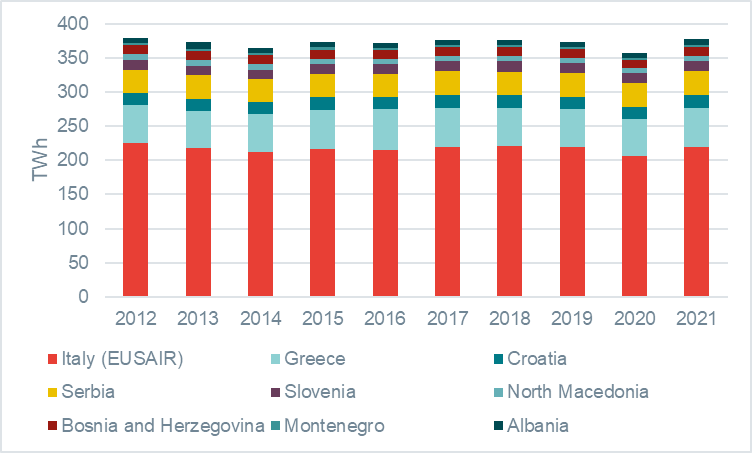 400
350
300
250
200
150
100
50
0
TWh
2012 2013 2014 2015 2016 2017 2018 2019 2020 2021
Italy (EUSAIR) Greece Croatia
Serbia Slovenia North Macedonia
Bosnia and Herzegovina Montenegro Albania